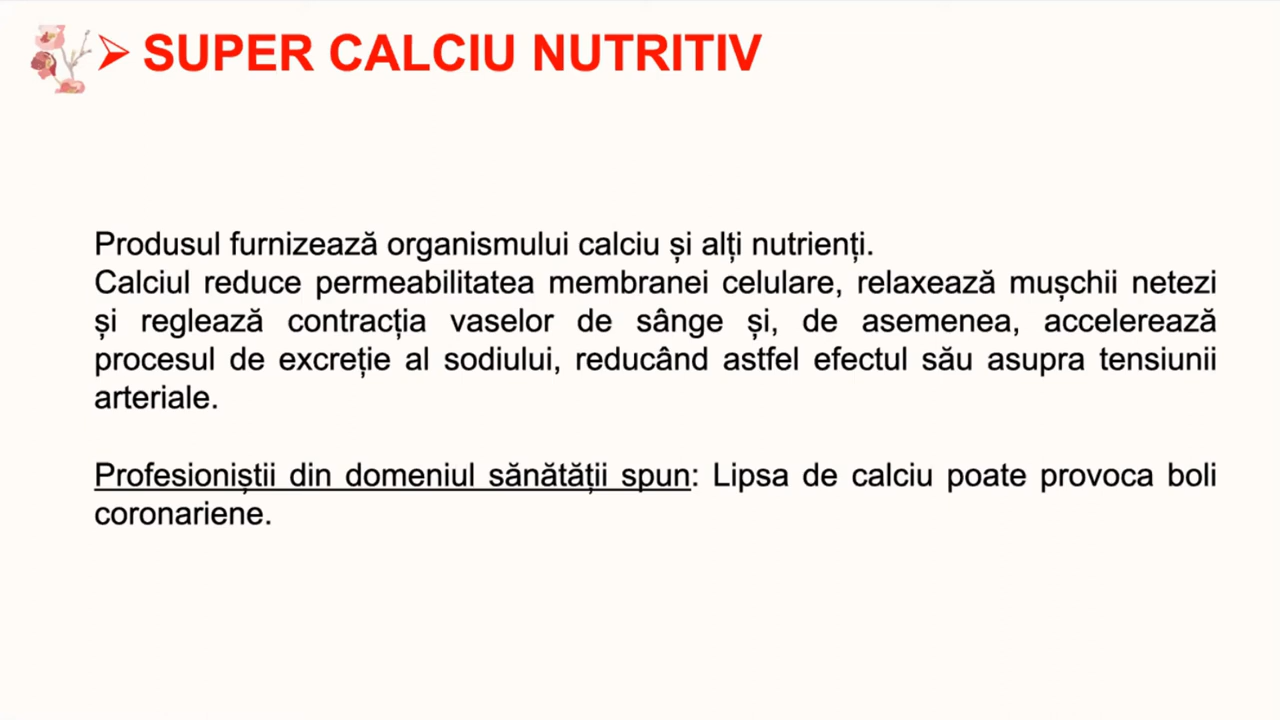 SUPER CALCIU NUTRITIV
Produsul furnizează organismului calciu și alți nutrienți.
Calciul reduce permeabilitatea membranei celulare, relaxează mușchii netezi
și reglează contracția vaselor de sânge și, de asemenea, accelerează
procesul de excreție al sodiului, reducând astfel efectul său asupra tensiunii
arteriale.
Profesioniștii din domeniul sănătății spun: Lipsa de calciu poate provoca boli
coronariene.